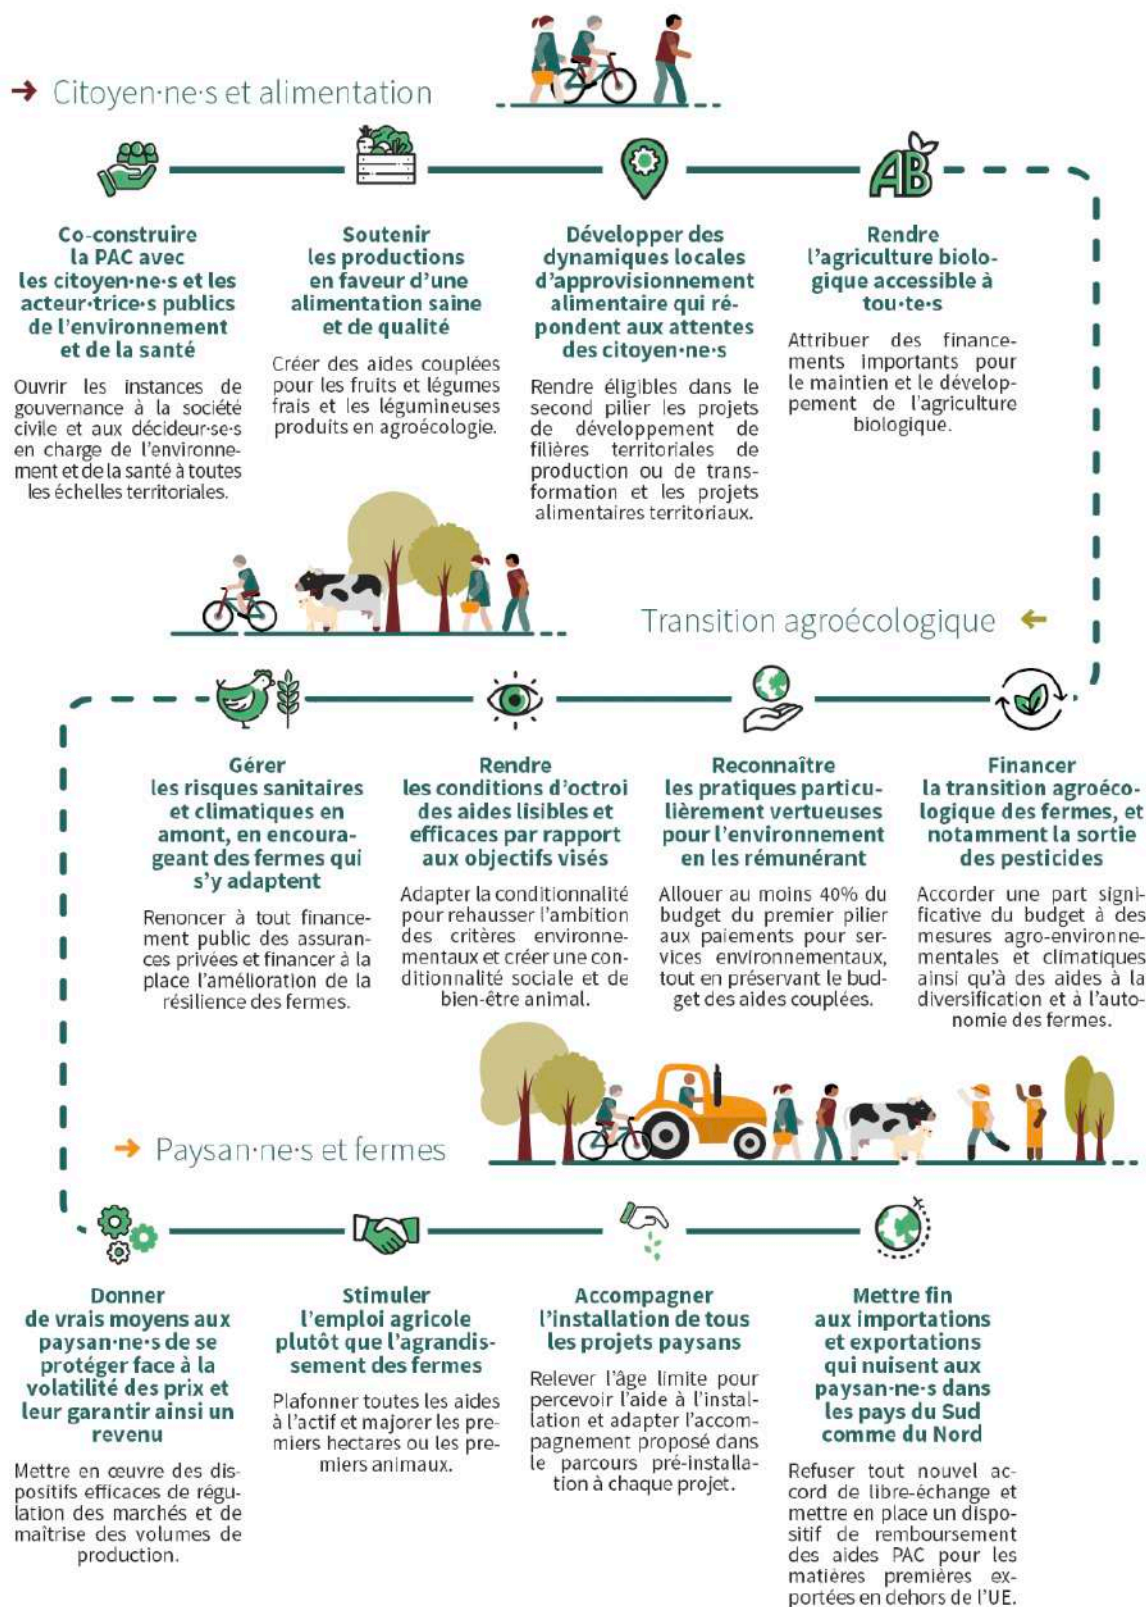 → Citoyen·ne·s et alimentation
AB
Co-construire
la PAC avec
les citoyen·ne·s et les
acteur·trice·s publics
de l'environnement
et de la santé
Ouvrir les instances de
gouvernance à la société
civile et aux décideur·se·s
en charge de l'environne-
ment et de la santé à toutes
les échelles territoriales.
Soutenir
les productions
en faveur d'une
alimentation saine
et de qualité
Créer des aides couplées
pour les fruits et légumes
frais et les légumineuses
produits en agroécologie.
Développer des
dynamiques locales
d'approvisionnement
alimentaire qui ré-
pondent aux attentes
des citoyen·ne·s
Rendre éligibles dans le
second pilier les projets
de développement de
filières territoriales de
production ou de trans-
formation et les projets
alimentaires territoriaux.
Rendre
l'agriculture biolo-
gique accessible à
tou·te·s
Attribuer des finance-
ments importants pour
le maintien et le dévelop-
pement de l'agriculture
biologique.
Transition agroécologique ←
Gérer
les risques sanitaires
et climatiques en
amont, en encoura-
geant des fermes qui
s'y adaptent
Renoncer à tout finance-
ment public des assuran-
ces privées et financer à la
place l'amélioration de la
résilience des fermes.
Rendre
les conditions d'octroi
des aides lisibles et
efficaces par rapport
aux objectifs visés
Adapter la conditionnalité
pour rehausser l'ambition
des critères environne-
mentaux et créer une con-
ditionnalité sociale et de
bien-être animal.
Reconnaître
les pratiques particu-
lièrement vertueuses
pour l'environnement
en les rémunérant
Allouer au moins 40% du
budget du premier pilier
aux paiements pour ser-
vices environnementaux,
tout en préservant le bud-
get des aides couplées.
Financer
la transition agroéco-
logique des fermes, et
notamment la sortie
des pesticides
Accorder une part signi-
ficative du budget à des
mesures agro-environne-
mentales et climatiques
ainsi qu'à des aides à la
diversification et à l'auto-
nomie des fermes.
→ Paysan·ne·s et fermes
Donner
de vrais moyens aux
paysan·ne·s de se
protéger face à la
volatilité des prix et
leur garantir ainsi un
revenu
Mettre en œuvre des dis-
positifs efficaces de régu-
lation des marchés et de
maîtrise des volumes de
production.
Stimuler
l'emploi agricole
plutôt que l'agrandis-
sement des fermes
Plafonner toutes les aides
à l'actif et majorer les pre-
miers hectares ou les pre-
miers animaux.
Accompagner
l'installation de tous
les projets paysans
Relever l'âge limite pour
percevoir l'aide à l'instal-
lation et adapter l'accom-
pagnement proposé dans
le parcours pré-installa-
tion à chaque projet.
Mettre fin
aux importations
et exportations
qui nuisent aux
paysan·ne·s dans
les pays du Sud
comme du Nord
Refuser tout nouvel ac-
cord de libre-échange et
mettre en place un dispo-
sitif de remboursement
des aides PAC pour les
matières premières ex-
portées en dehors de l'UE.